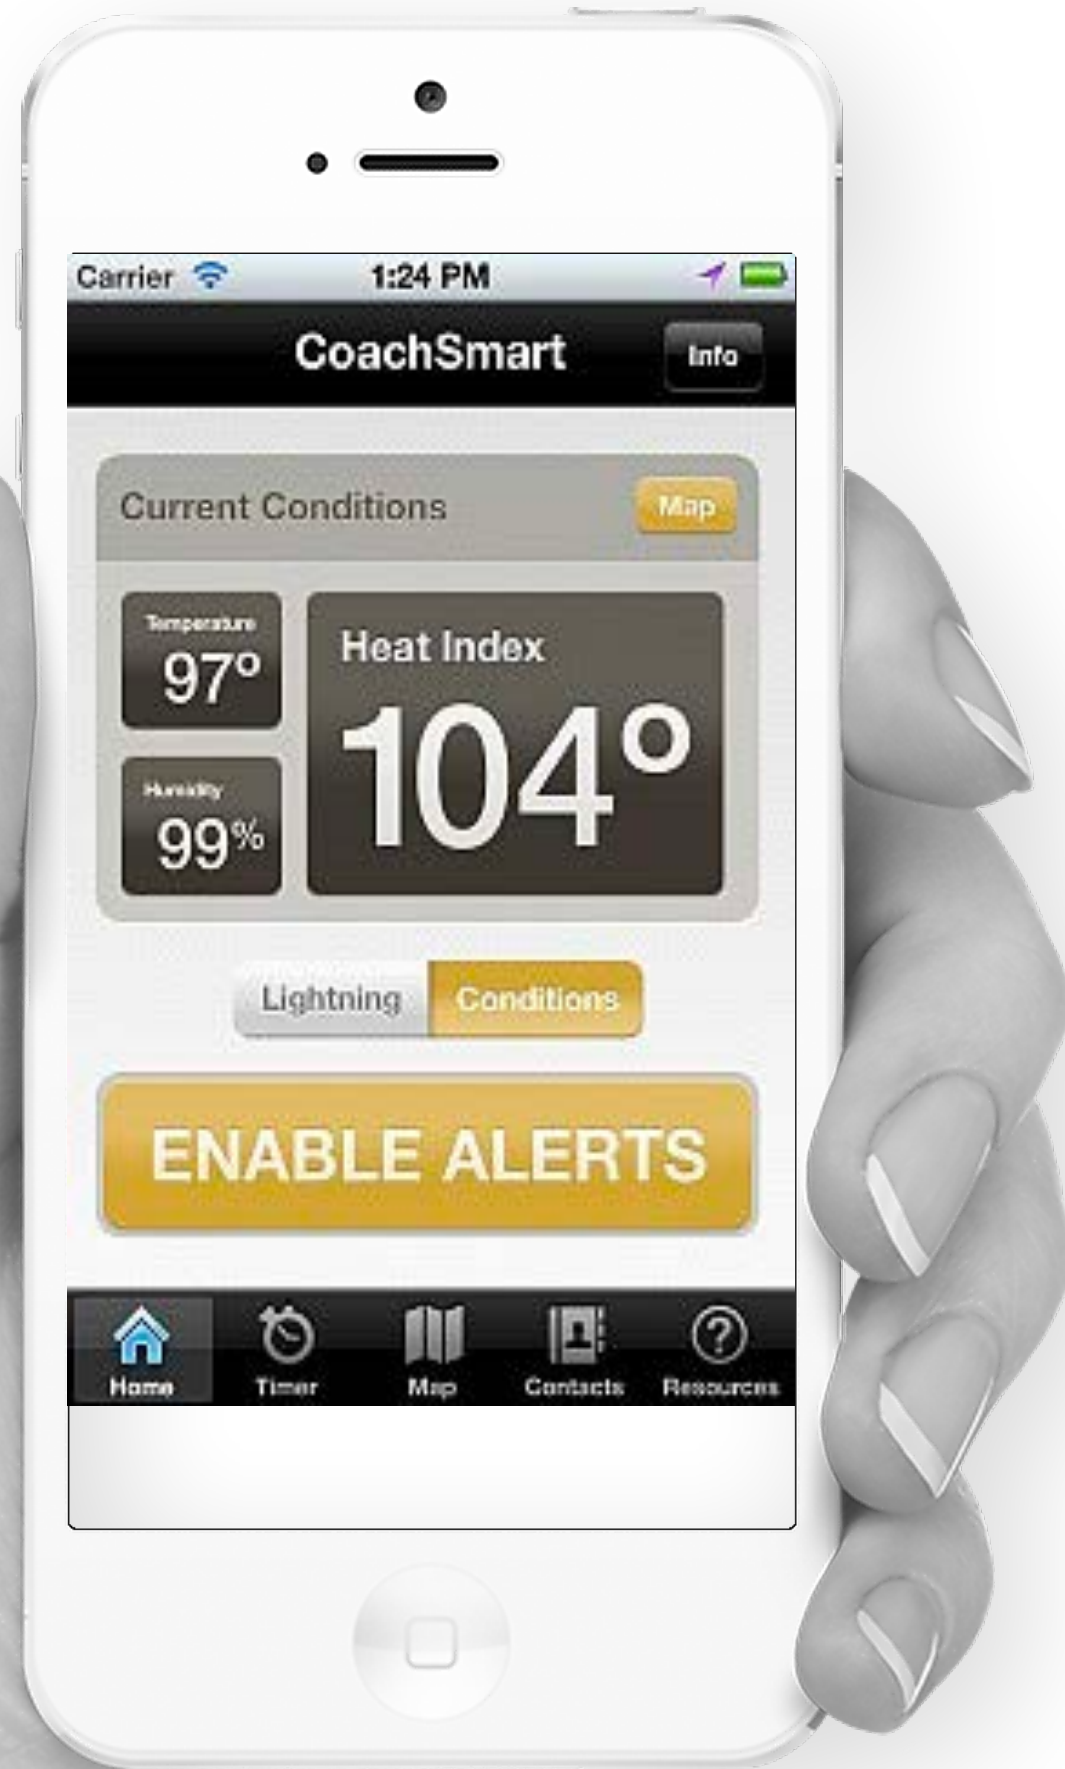 Carrier 1:24 PM
CoachSmart Info
Current Conditions Map
Temperature
97°
Humidity
99%
Heat Index
104°
Lightning Conditions
ENABLE ALERTS
Home Timer Map Contacts Resources